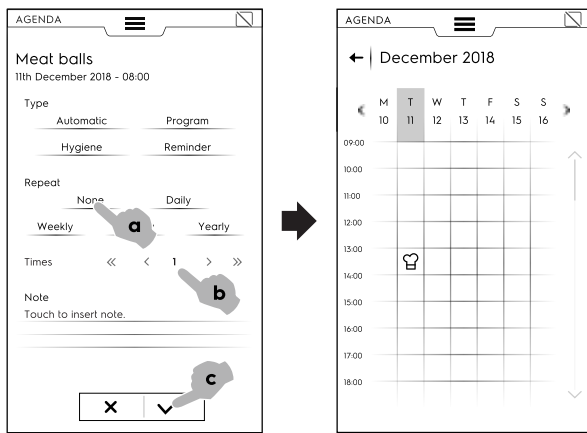 AGENDA
Meat balls
11th December 2018 - 08:00
Type
Automatic Program
Hygiene Reminder
Repeat
None Daily
Weekly Yearly
a
Times « < 1 > »
b
Note
Touch to insert note.
c
AGENDA
December 2018
M T W T F S S
10 11 12 13 14 15 16
09:00
10:00
11:00
12:00
13:00
14:00
15:00
16:00
17:00
18:00